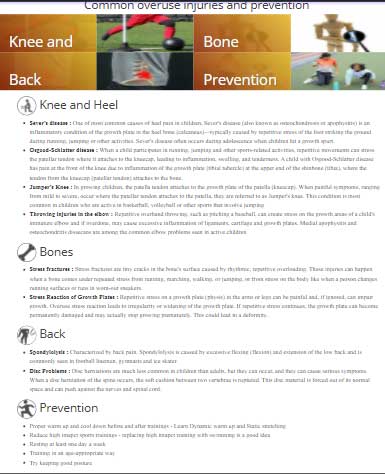 Common overuse injuries and prevention
Knee and
Bone
Back
Prevention
Knee and Heel
Sever's disease : One of most common causes of heel pain in children. Sever's disease (also known as osteochondrosis or apophysitis) is an
inflammatory condition of the growth plate in the heel bone (calcaneus)—typically caused by repetitive stress of the foot striking the ground
during running, jumping or other activities. Sever's disease often occurs during adolescence when children hit a growth spurt.
Osgood-Schlatter disease : When a child participates in running, jumping and other sports-related activities, repetitive movements can stress
the patellar tendon where it attaches to the kneecap, leading to inflammation, swelling, and tenderness. A child with Osgood-Schlatter disease
has pain at the front of the knee due to inflammation of the growth plate (tibial tubercle) at the upper end of the shinbone (tibia), where the
tendon from the kneecap (patellar tendon) attaches to the bone.
Jumper's Knee : In growing children, the patella tendon attaches to the growth plate of the patella (kneecap). When painful symptoms, ranging
from mild to severe, occur where the patellar tendon attaches to the patella, they are referred to as Jumper's knee. This condition is most
common in children who are active in basketball, volleyball or other sports that involve jumping
Throwing injuries in the elbow : Repetitive overhand throwing, such as pitching a baseball, can create stress on the growth areas of a child's
immature elbow and if overdone, may cause excessive inflammation of ligaments, cartilage and growth plates. Medial apophysitis and
osteochondritis dissecans are among the common elbow problems seen in active children
Bones
Stress fractures : Stress fractures are tiny cracks in the bone's surface caused by rhythmic, repetitive overloading. These injuries can happen
when a bone comes under repeated stress from running, marching, walking, or jumping, or from stress on the body like when a person changes
running surfaces or runs in worn-out sneakers.
Stress Reaction of Growth Plates : Repetitive stress on a growth plate (physis) in the arms or legs can be painful and, if ignored, can impair
growth. Overuse stress reaction leads to irregularity or widening of the growth plate. If repetitive stress continues, the growth plate can become
permanently damaged and may actually stop growing prematurely. This could lead to a deformity.
Back
Spondylolysis : Characterised by back pain. Spondylolysis is caused by excessive flexing (flexion) and extension of the low back and is
commonly seen in football linemen, gymnasts and ice skater.
Disc Problems : Disc herniations are much less common in children than adults, but they can occur, and they can cause serious symptoms.
When a disc herniation of the spine occurs, the soft cushion between two vertebrae is ruptured. This disc material is forced out of its normal
space and can push against the nerves and spinal cord.
Prevention
Proper warm up and cool down before and after trainings - Learn Dynamic warm up and Static stretching
Reduce high impact sports trainings - replacing high impact training with swimming is a good idea
Resting at least one day a week
Training in an age-appropriate way
Try keeping good posture